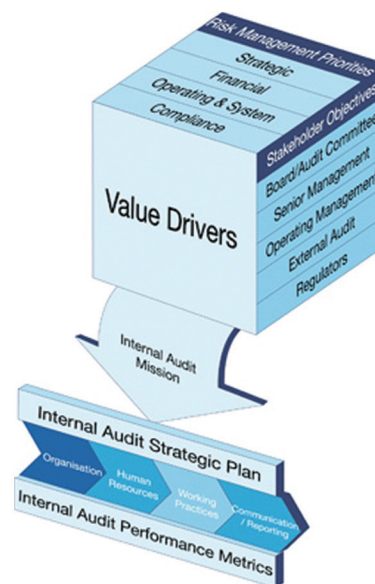 Risk Management Priorities
Strategic
Financial
Operating & System
Compliance
Stakeholder Objectives
Board/Audit Committee
Senior Management
Operating Management
External Audit
Regulators
Value Drivers
Internal Audit
Mission
Internal Audit Strategic Plan
Organisation
Human
Resources
Working
Practices
Communication
/ Reporting
Internal Audit Performance Metrics